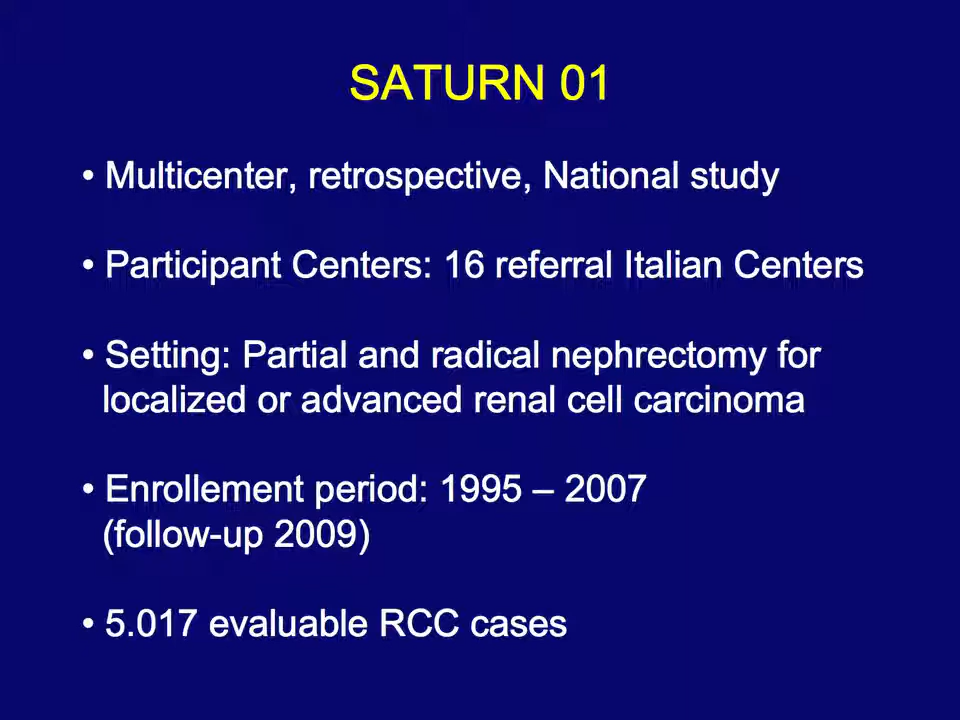 SATURN 01
• Multicenter, retrospective, National study
• Participant Centers: 16 referral Italian Centers
• Setting: Partial and radical nephrectomy for
localized or advanced renal cell carcinoma
• Enrollement period: 1995 – 2007
(follow-up 2009)
• 5.017 evaluable RCC cases